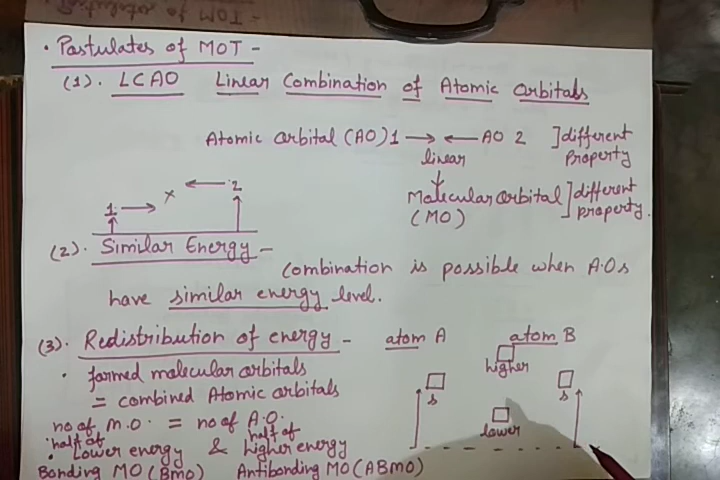 • Postulates of MOT -
(1). LCAO Linear Combination of Atomic Orbitals
Atomic orbital (AO) 1 → ← AO 2 ] different property
linear
↓
Molecular orbital (MO) ] different property.
1 → x ← 2
(2). Similar Energy -
Combination is possible when A.Os
have similar energy level.
(3). Redistribution of energy -
• formed molecular orbitals
= combined Atomic orbitals
no of M.O. = no of A.O.
• half of Lower energy & half of higher energy
Bonding MO (BMO) Antibonding MO (ABMO)
atom A atom B
higher
s s
lower